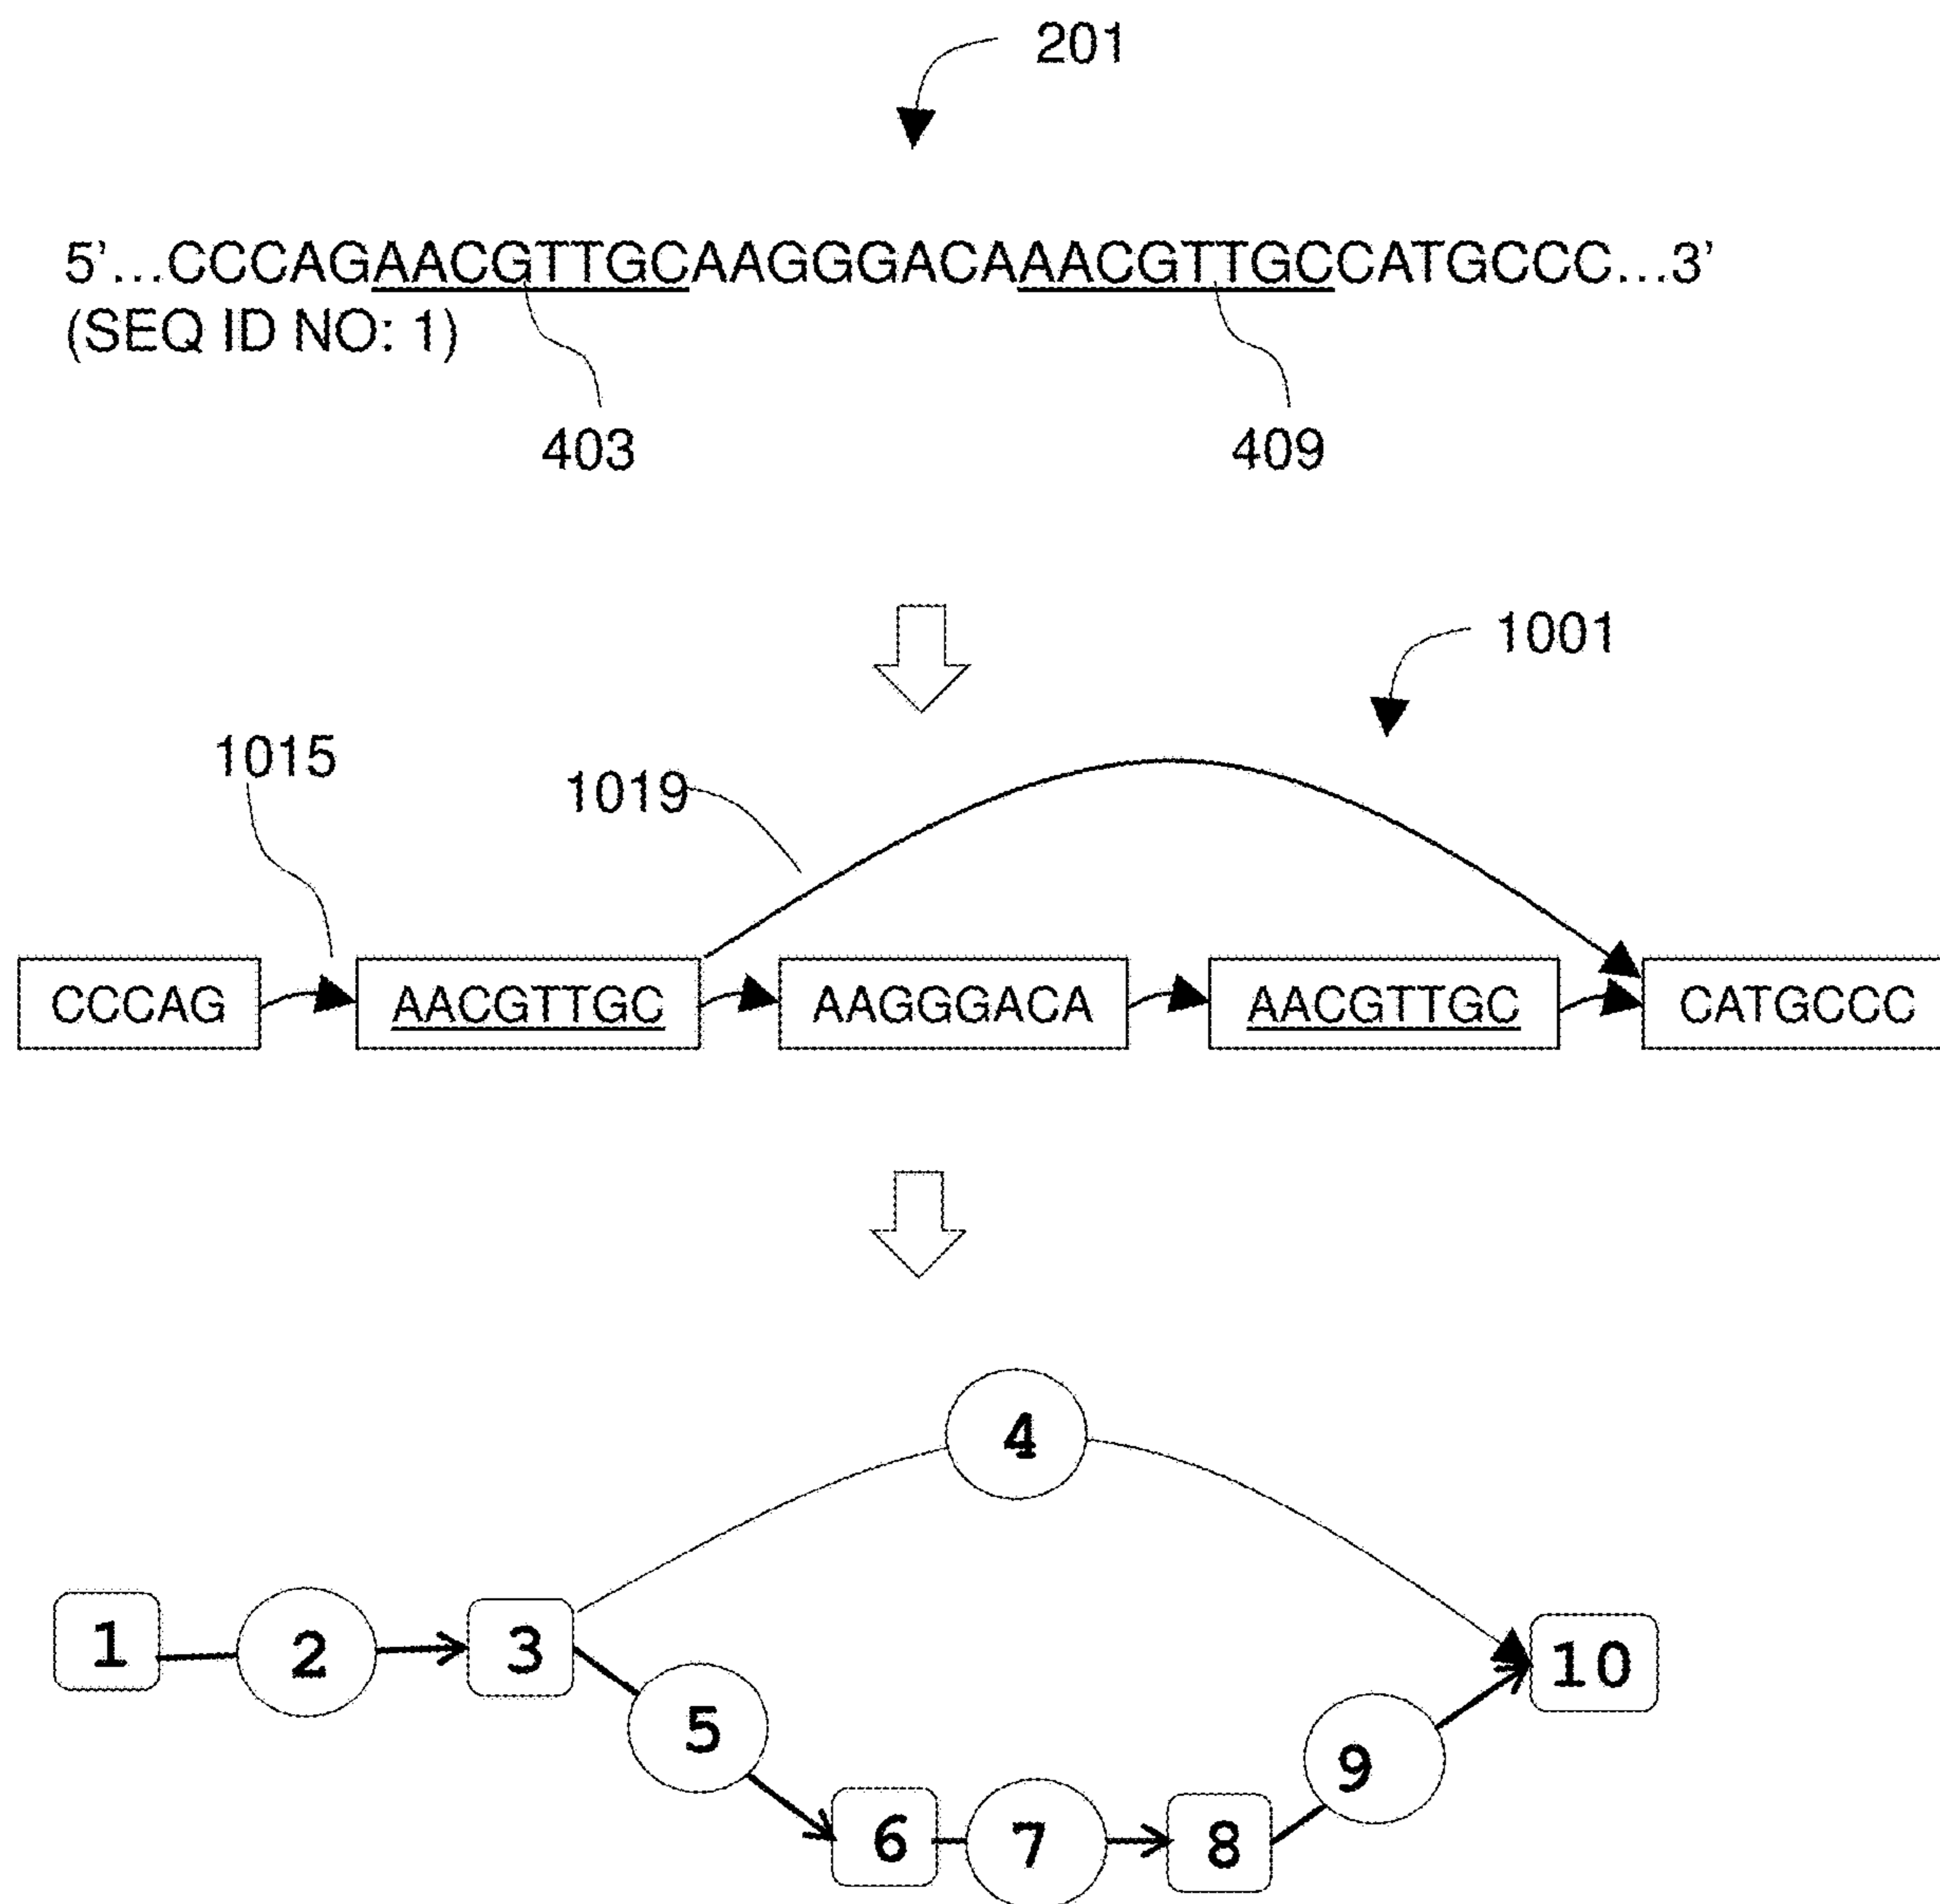 201
5'...CCCAGAACGTTGCAAGGGACAAACGTTGCCATGCCC...3'
(SEQ ID NO: 1)
403
409
1001
1015
1019
CCCAG
AACGTTGC
AAGGGACA
AACGTTGC
CATGCCC
4
1
2
3
10
5
9
6
7
8